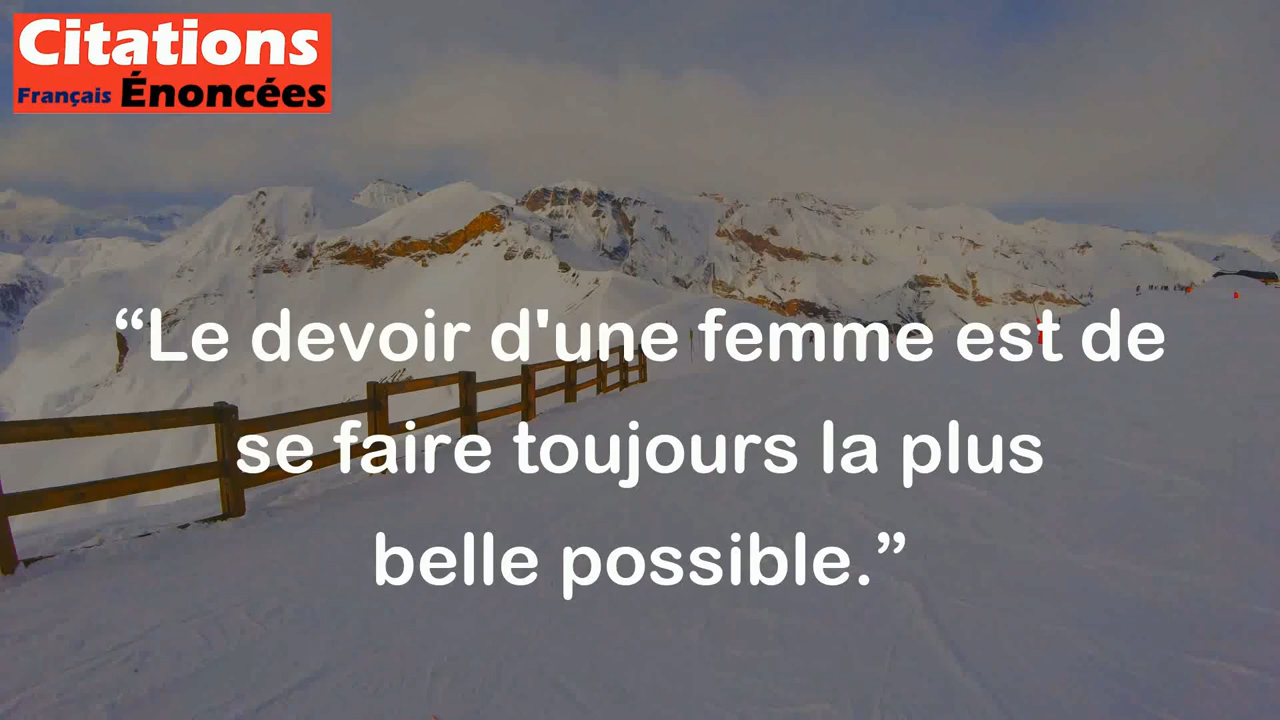 Citations
Français Énoncées
“Le devoir d'une femme est de
se faire toujours la plus
belle possible.”